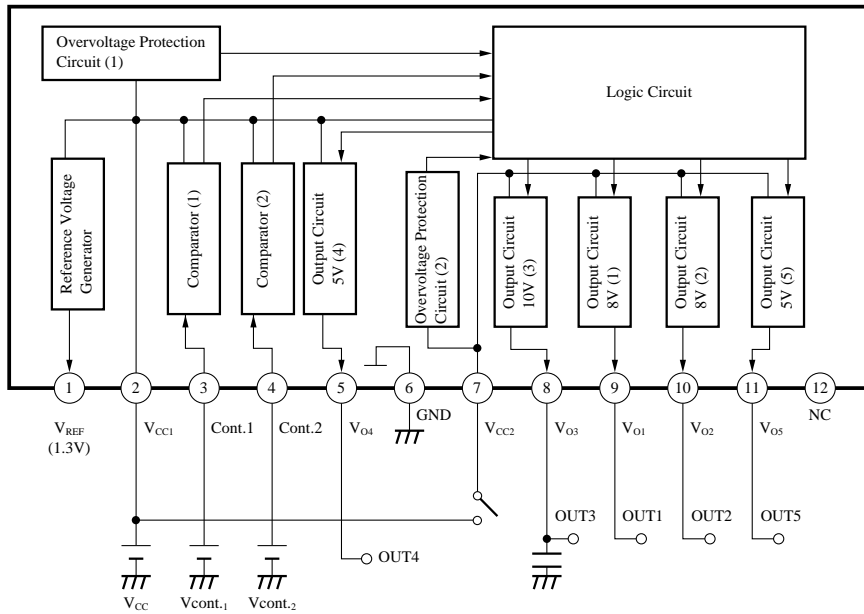 Overvoltage Protection
Circuit (1)
Logic Circuit
Reference Voltage
Generator
Comparator (1)
Comparator (2)
Output Circuit
5V (4)
Overvoltage Protection
Circuit (2)
Output Circuit
10V (3)
Output Circuit
8V (1)
Output Circuit
8V (2)
Output Circuit
5V (5)
1 2 3 4 5 6 7 8 9 10 11 12
GND NC
VREF VCC1 Cont.1 Cont.2 VO4 VCC2 VO3 VO1 VO2 VO5
(1.3V)
OUT3 OUT1 OUT2 OUT5
OUT4
VCC Vcont.1 Vcont.2